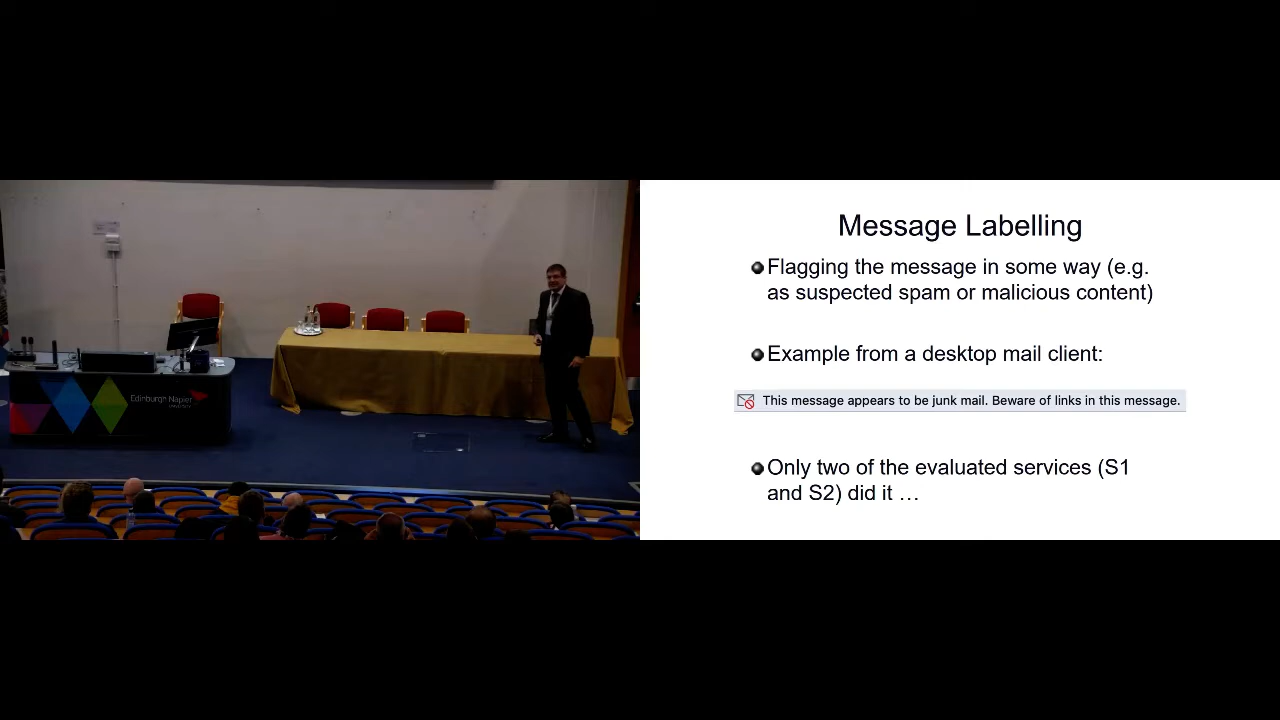 Edinburgh Napier
UNIVERSITY
Message Labelling
Flagging the message in some way (e.g.
as suspected spam or malicious content)
Example from a desktop mail client:
This message appears to be junk mail. Beware of links in this message.
Only two of the evaluated services (S1
and S2) did it …